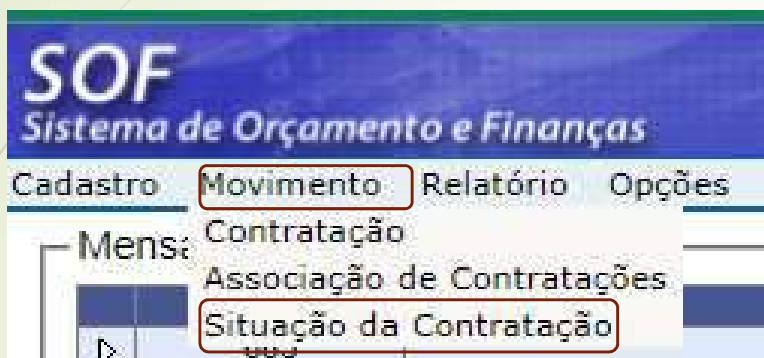 SOF
Sistema de Orçamento e Finanças
Cadastro Movimento Relatório Opções
Contratação
Associação de Contratações
Situação da Contratação